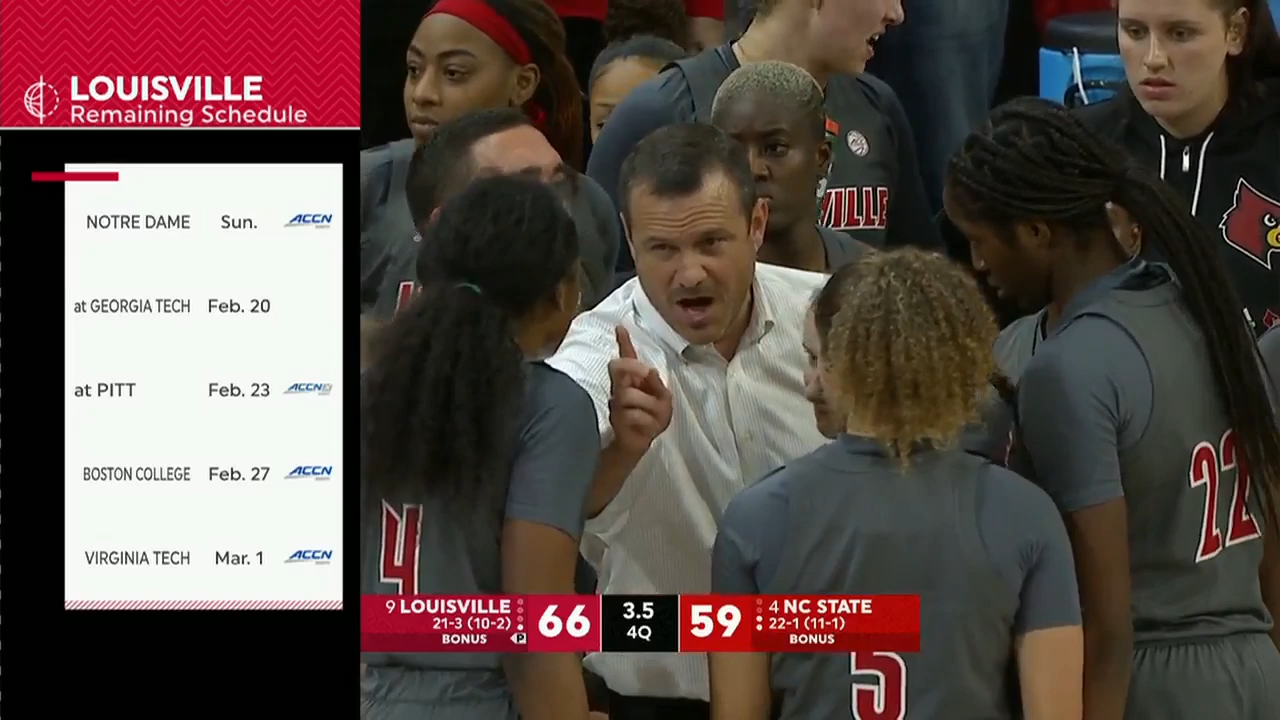 LOUISVILLE
Remaining Schedule
NOTRE DAME Sun. ACCN
at GEORGIA TECH Feb. 20
at PITT Feb. 23 ACCN
BOSTON COLLEGE Feb. 27 ACCN
VIRGINIA TECH Mar. 1 ACCN
VILLE
4
22
5
9 LOUISVILLE 66 3.5 59 4 NC STATE
21-3 (10-2) 4Q 22-1 (11-1)
BONUS P BONUS